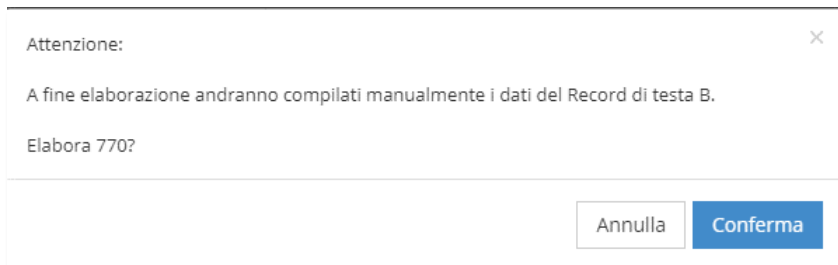 Attenzione:
A fine elaborazione andranno compilati manualmente i dati del Record di testa B.
Elabora 770?
Annulla
Conferma